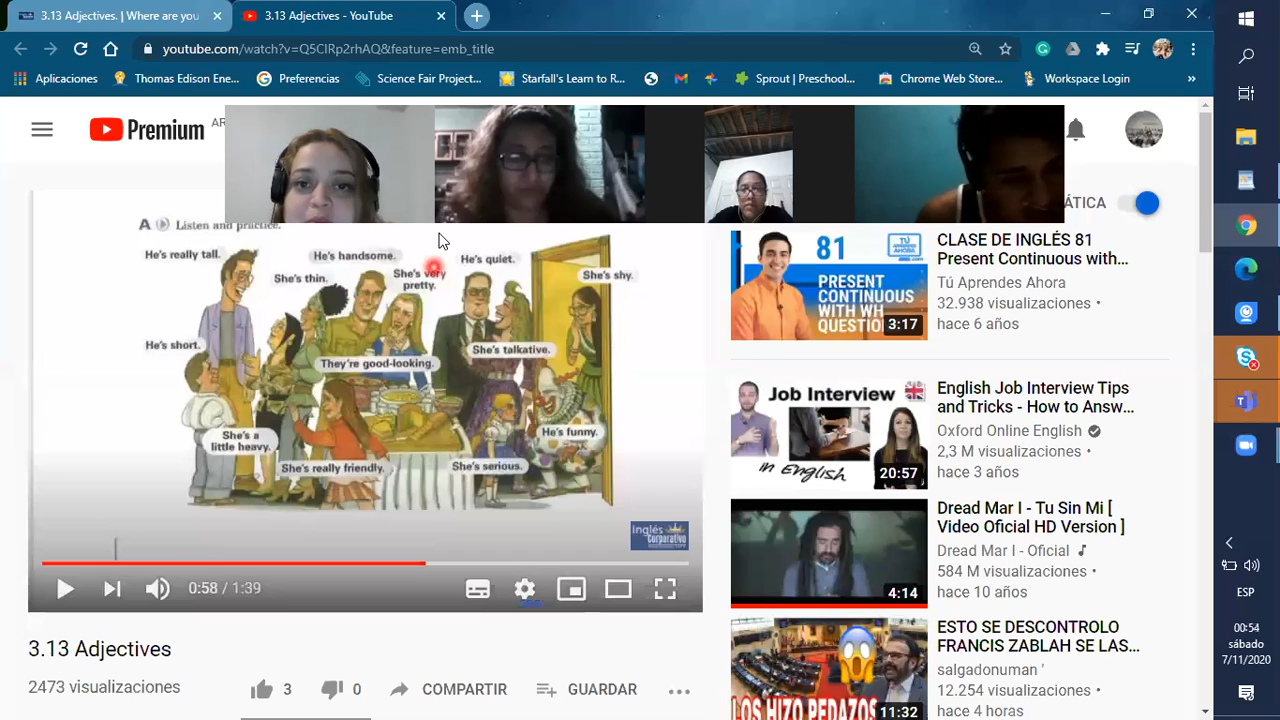 3.13 Adjectives. | Where are you
3.13 Adjectives - YouTube
youtube.com/watch?v=Q5ClRp2rhAQ&feature=emb_title
Aplicaciones
Thomas Edison Ene...
Preferencias
Science Fair Project...
Starfall's Learn to R...
Sprout | Preschool...
Chrome Web Store...
Workspace Login
»
Premium
AR
ÁTICA
A Listen and practice.
He's really tall.
He's handsome.
She's thin.
She's very
pretty.
He's quiet.
She's shy.
He's short.
They're good-looking.
She's talkative.
She's a
little heavy.
He's funny.
She's really friendly.
She's serious.
Inglés
Corporativo
0:58 / 1:39
3.13 Adjectives
2473 visualizaciones
3
0
COMPARTIR
GUARDAR
81
TÚ
APRENDES
AHORA
PRESENT
CONTINUOUS
WITH WH
QUESTION
3:17
CLASE DE INGLÉS 81
Present Continuous with...
Tú Aprendes Ahora
32.938 visualizaciones •
hace 6 años
Job Interview
in English
20:57
English Job Interview Tips
and Tricks - How to Answ...
Oxford Online English
2,3 M visualizaciones •
hace 3 años
4:14
Dread Mar I - Tu Sin Mi [
Video Oficial HD Version ]
Dread Mar I - Oficial
584 M visualizaciones •
hace 10 años
LOS HIZO PEDAZOS
11:32
ESTO SE DESCONTROLO
FRANCIS ZABLAH SE LAS...
salgadonuman '
12.254 visualizaciones •
hace 4 horas
ESP
00:54
sábado
7/11/2020